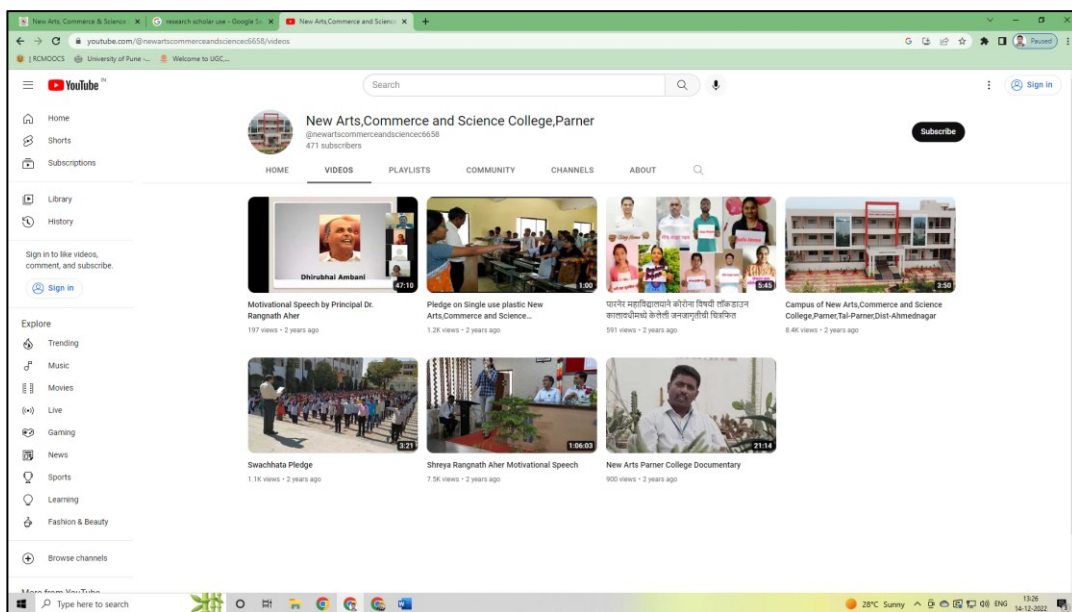 New Arts, Commerce & Science
research scholar use - Google Se
New Arts,Commerce and Science
youtube.com/@newartscommerceandsciencec6658/videos
Paused
| RCMOOCS
University of Pune -...
Welcome to UGC,...
YouTube IN
Search
Sign in
Home
Shorts
Subscriptions
Library
History
Sign in to like videos,
comment, and subscribe.
Sign in
Explore
Trending
Music
Movies
Live
Gaming
News
Sports
Learning
Fashion & Beauty
Browse channels
More from YouTube
New Arts,Commerce and Science College,Parner
@newartscommerceandsciencec6658
471 subscribers
Subscribe
HOME
VIDEOS
PLAYLISTS
COMMUNITY
CHANNELS
ABOUT
Dhirubhai Ambani
47:10
Motivational Speech by Principal Dr.
Rangnath Aher
197 views • 2 years ago
1:00
Pledge on Single use plastic New
Arts,Commerce and Science...
1.2K views • 2 years ago
5:45
पारनेर महाविद्यालयाने कोरोना विषयी लॉकडाउन
कालावधीमध्ये केलेली जनजागृतीची चित्रफित
591 views • 2 years ago
3:50
Campus of New Arts,Commerce and Science
College,Parner,Tal-Parner,Dist-Ahmednagar
8.4K views • 2 years ago
3:21
Swachhata Pledge
1.1K views • 2 years ago
1:06:03
Shreya Rangnath Aher Motivational Speech
7.5K views • 2 years ago
21:14
New Arts Parner College Documentary
900 views • 2 years ago
Type here to search
28°C Sunny
ENG
13:26
14-12-2022